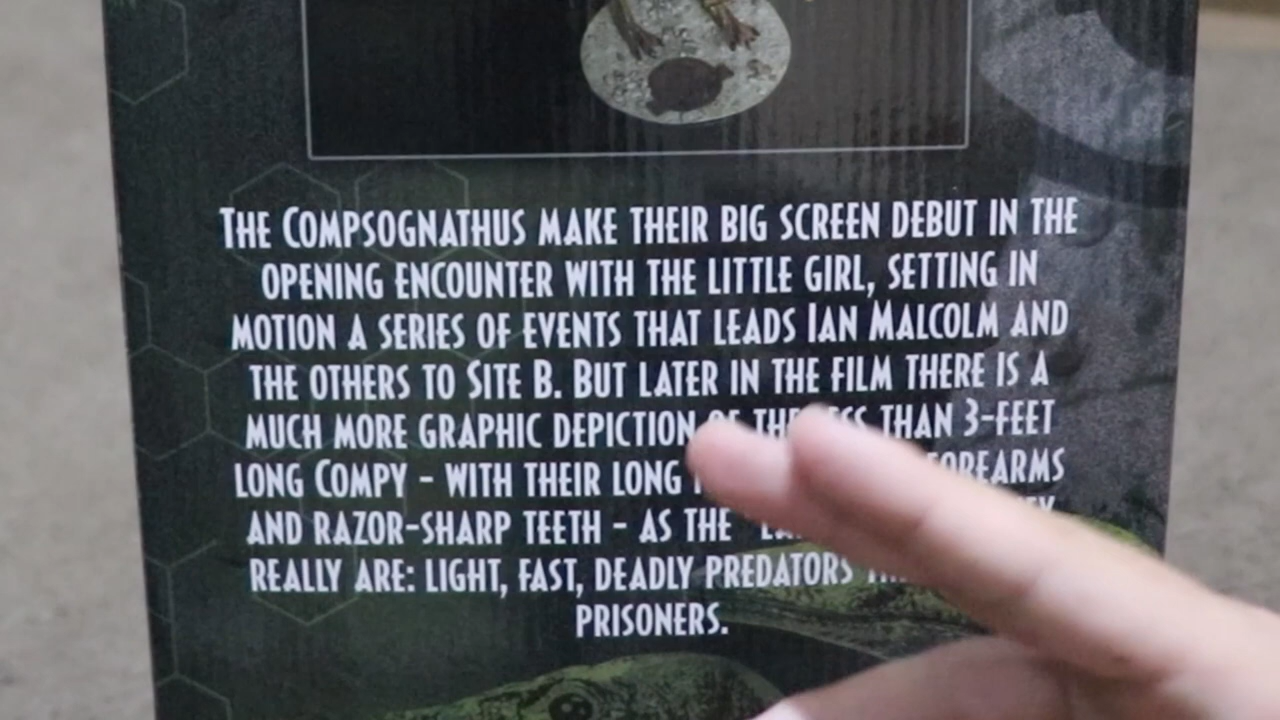 The Compsognathus make their big screen debut in the
opening encounter with the little girl, setting in
motion a series of events that leads Ian Malcolm and
the others to Site B. But later in the film there is a
much more graphic depiction of the less than 3-feet
long Compy – with their long forearms
and razor-sharp teeth – as the
really are: light, fast, deadly predators
prisoners.